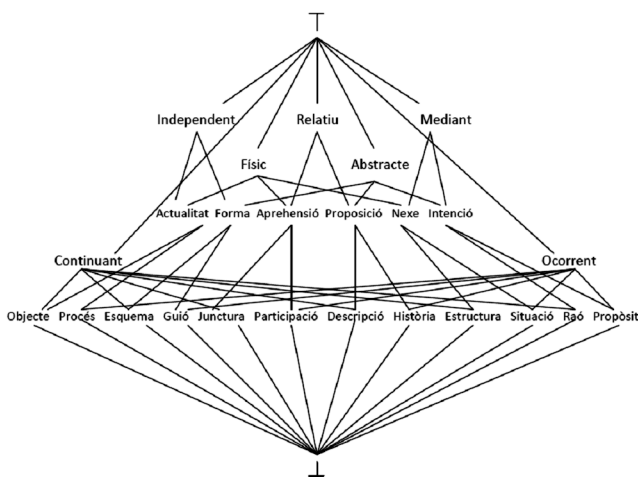 T
Independent Relatiu Mediant
Físic Abstracte
Actualitat Forma Aprehensió Proposició Nexe Intenció
Continuant Ocorrent
Objecte Procés Esquema Guió Junctura Participació Descripció Història Estructura Situació Raó Propòsit
⊥